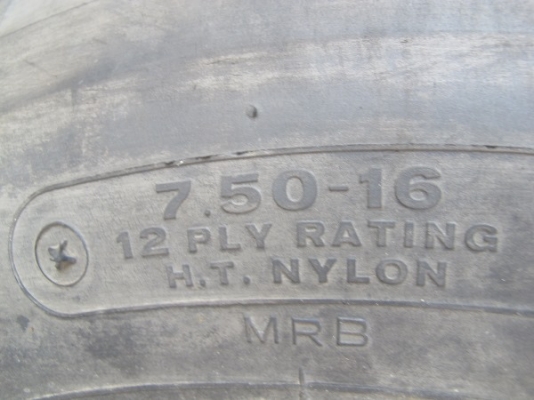 7.50-16
12 PLY RATING
H.T. NYLON
MRB